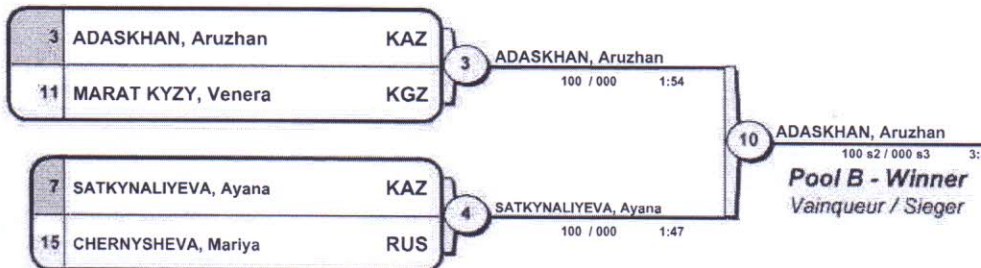 3 ADASKHAN, Aruzhan KAZ
11 MARAT KYZY, Venera KGZ
3
ADASKHAN, Aruzhan
100 / 000 1:54
7 SATKYNALIYEVA, Ayana KAZ
15 CHERNYSHEVA, Mariya RUS
4
SATKYNALIYEVA, Ayana
100 / 000 1:47
10
ADASKHAN, Aruzhan
100 s2 / 000 s3 3:
Pool B - Winner
Vainqueur / Sieger